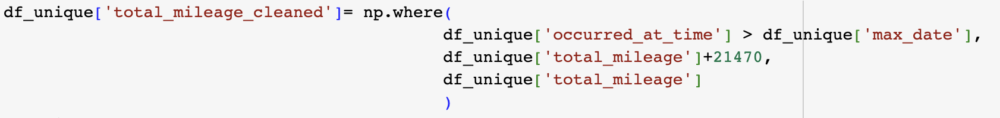 df_unique['total_mileage_cleaned']= np.where(
df_unique['occurred_at_time'] > df_unique['max_date'],
df_unique['total_mileage']+21470,
df_unique['total_mileage']
)